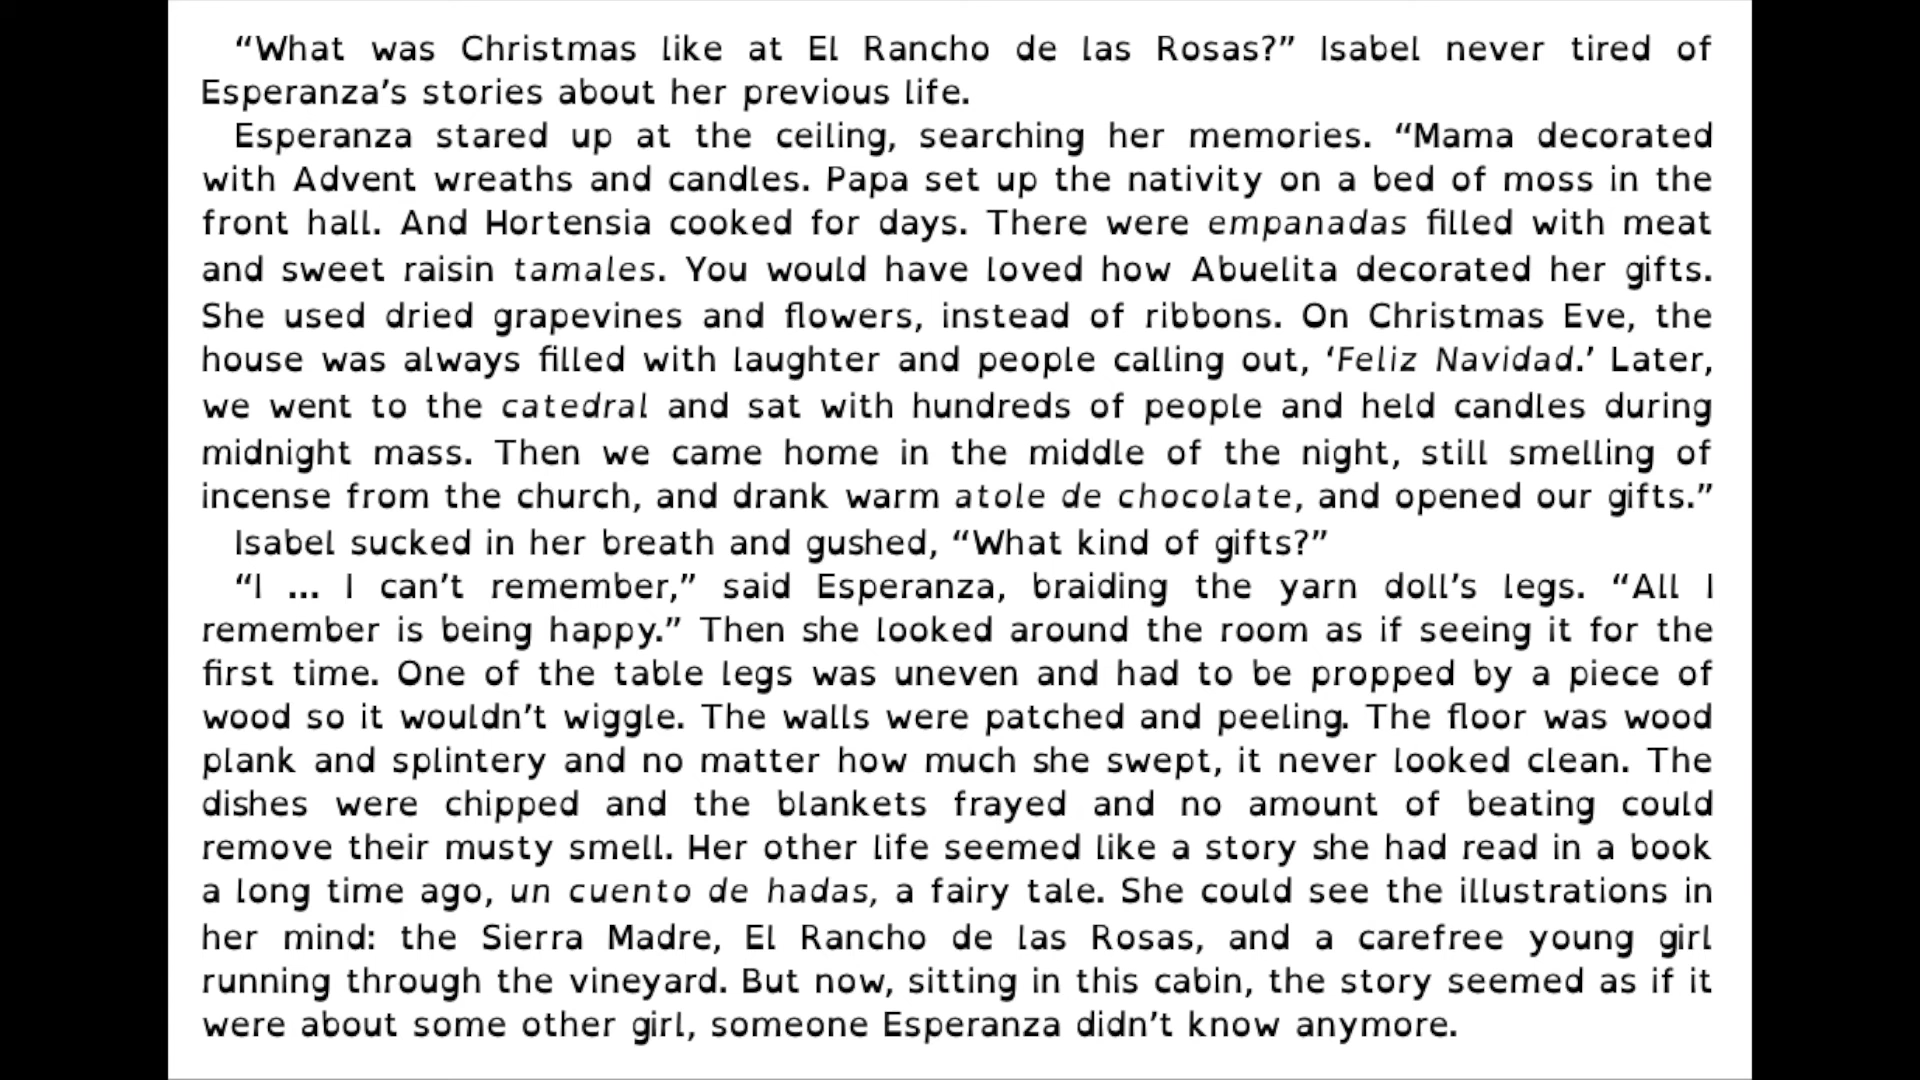 “What was Christmas like at El Rancho de las Rosas?” Isabel never tired of
Esperanza’s stories about her previous life.
Esperanza stared up at the ceiling, searching her memories. “Mama decorated
with Advent wreaths and candles. Papa set up the nativity on a bed of moss in the
front hall. And Hortensia cooked for days. There were empanadas filled with meat
and sweet raisin tamales. You would have loved how Abuelita decorated her gifts.
She used dried grapevines and flowers, instead of ribbons. On Christmas Eve, the
house was always filled with laughter and people calling out, ‘Feliz Navidad.’ Later,
we went to the catedral and sat with hundreds of people and held candles during
midnight mass. Then we came home in the middle of the night, still smelling of
incense from the church, and drank warm atole de chocolate, and opened our gifts.”
Isabel sucked in her breath and gushed, “What kind of gifts?”
“I ... I can’t remember,” said Esperanza, braiding the yarn doll’s legs. “All I
remember is being happy.” Then she looked around the room as if seeing it for the
first time. One of the table legs was uneven and had to be propped by a piece of
wood so it wouldn’t wiggle. The walls were patched and peeling. The floor was wood
plank and splintery and no matter how much she swept, it never looked clean. The
dishes were chipped and the blankets frayed and no amount of beating could
remove their musty smell. Her other life seemed like a story she had read in a book
a long time ago, un cuento de hadas, a fairy tale. She could see the illustrations in
her mind: the Sierra Madre, El Rancho de las Rosas, and a carefree young girl
running through the vineyard. But now, sitting in this cabin, the story seemed as if it
were about some other girl, someone Esperanza didn’t know anymore.